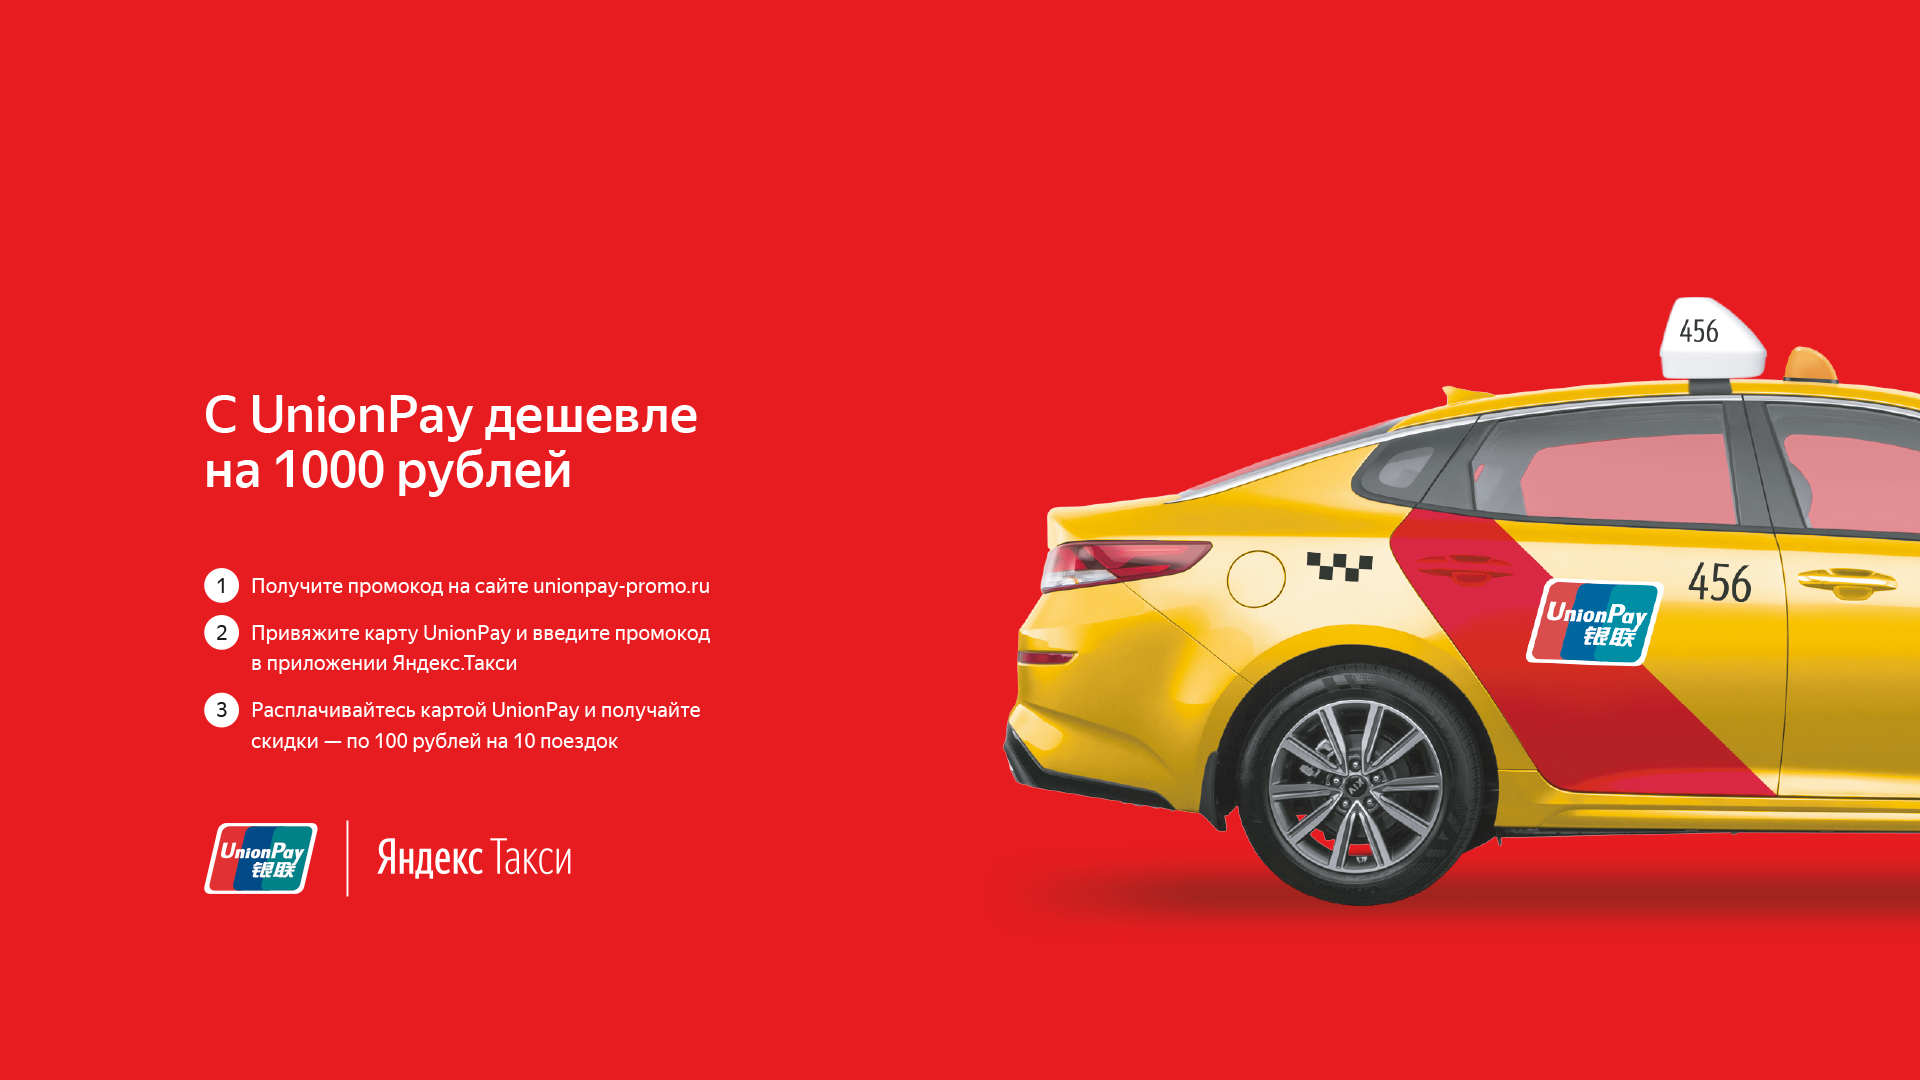 С UnionPay дешевле
на 1000 рублей
1 Получите промокод на сайте unionpay-promo.ru
2 Привяжите карту UnionPay и введите промокод
в приложении Яндекс.Такси
3 Расплачивайтесь картой UnionPay и получайте
скидки — по 100 рублей на 10 поездок
UnionPay
银联
Яндекс Такси
456
456
UnionPay
银联
KIA